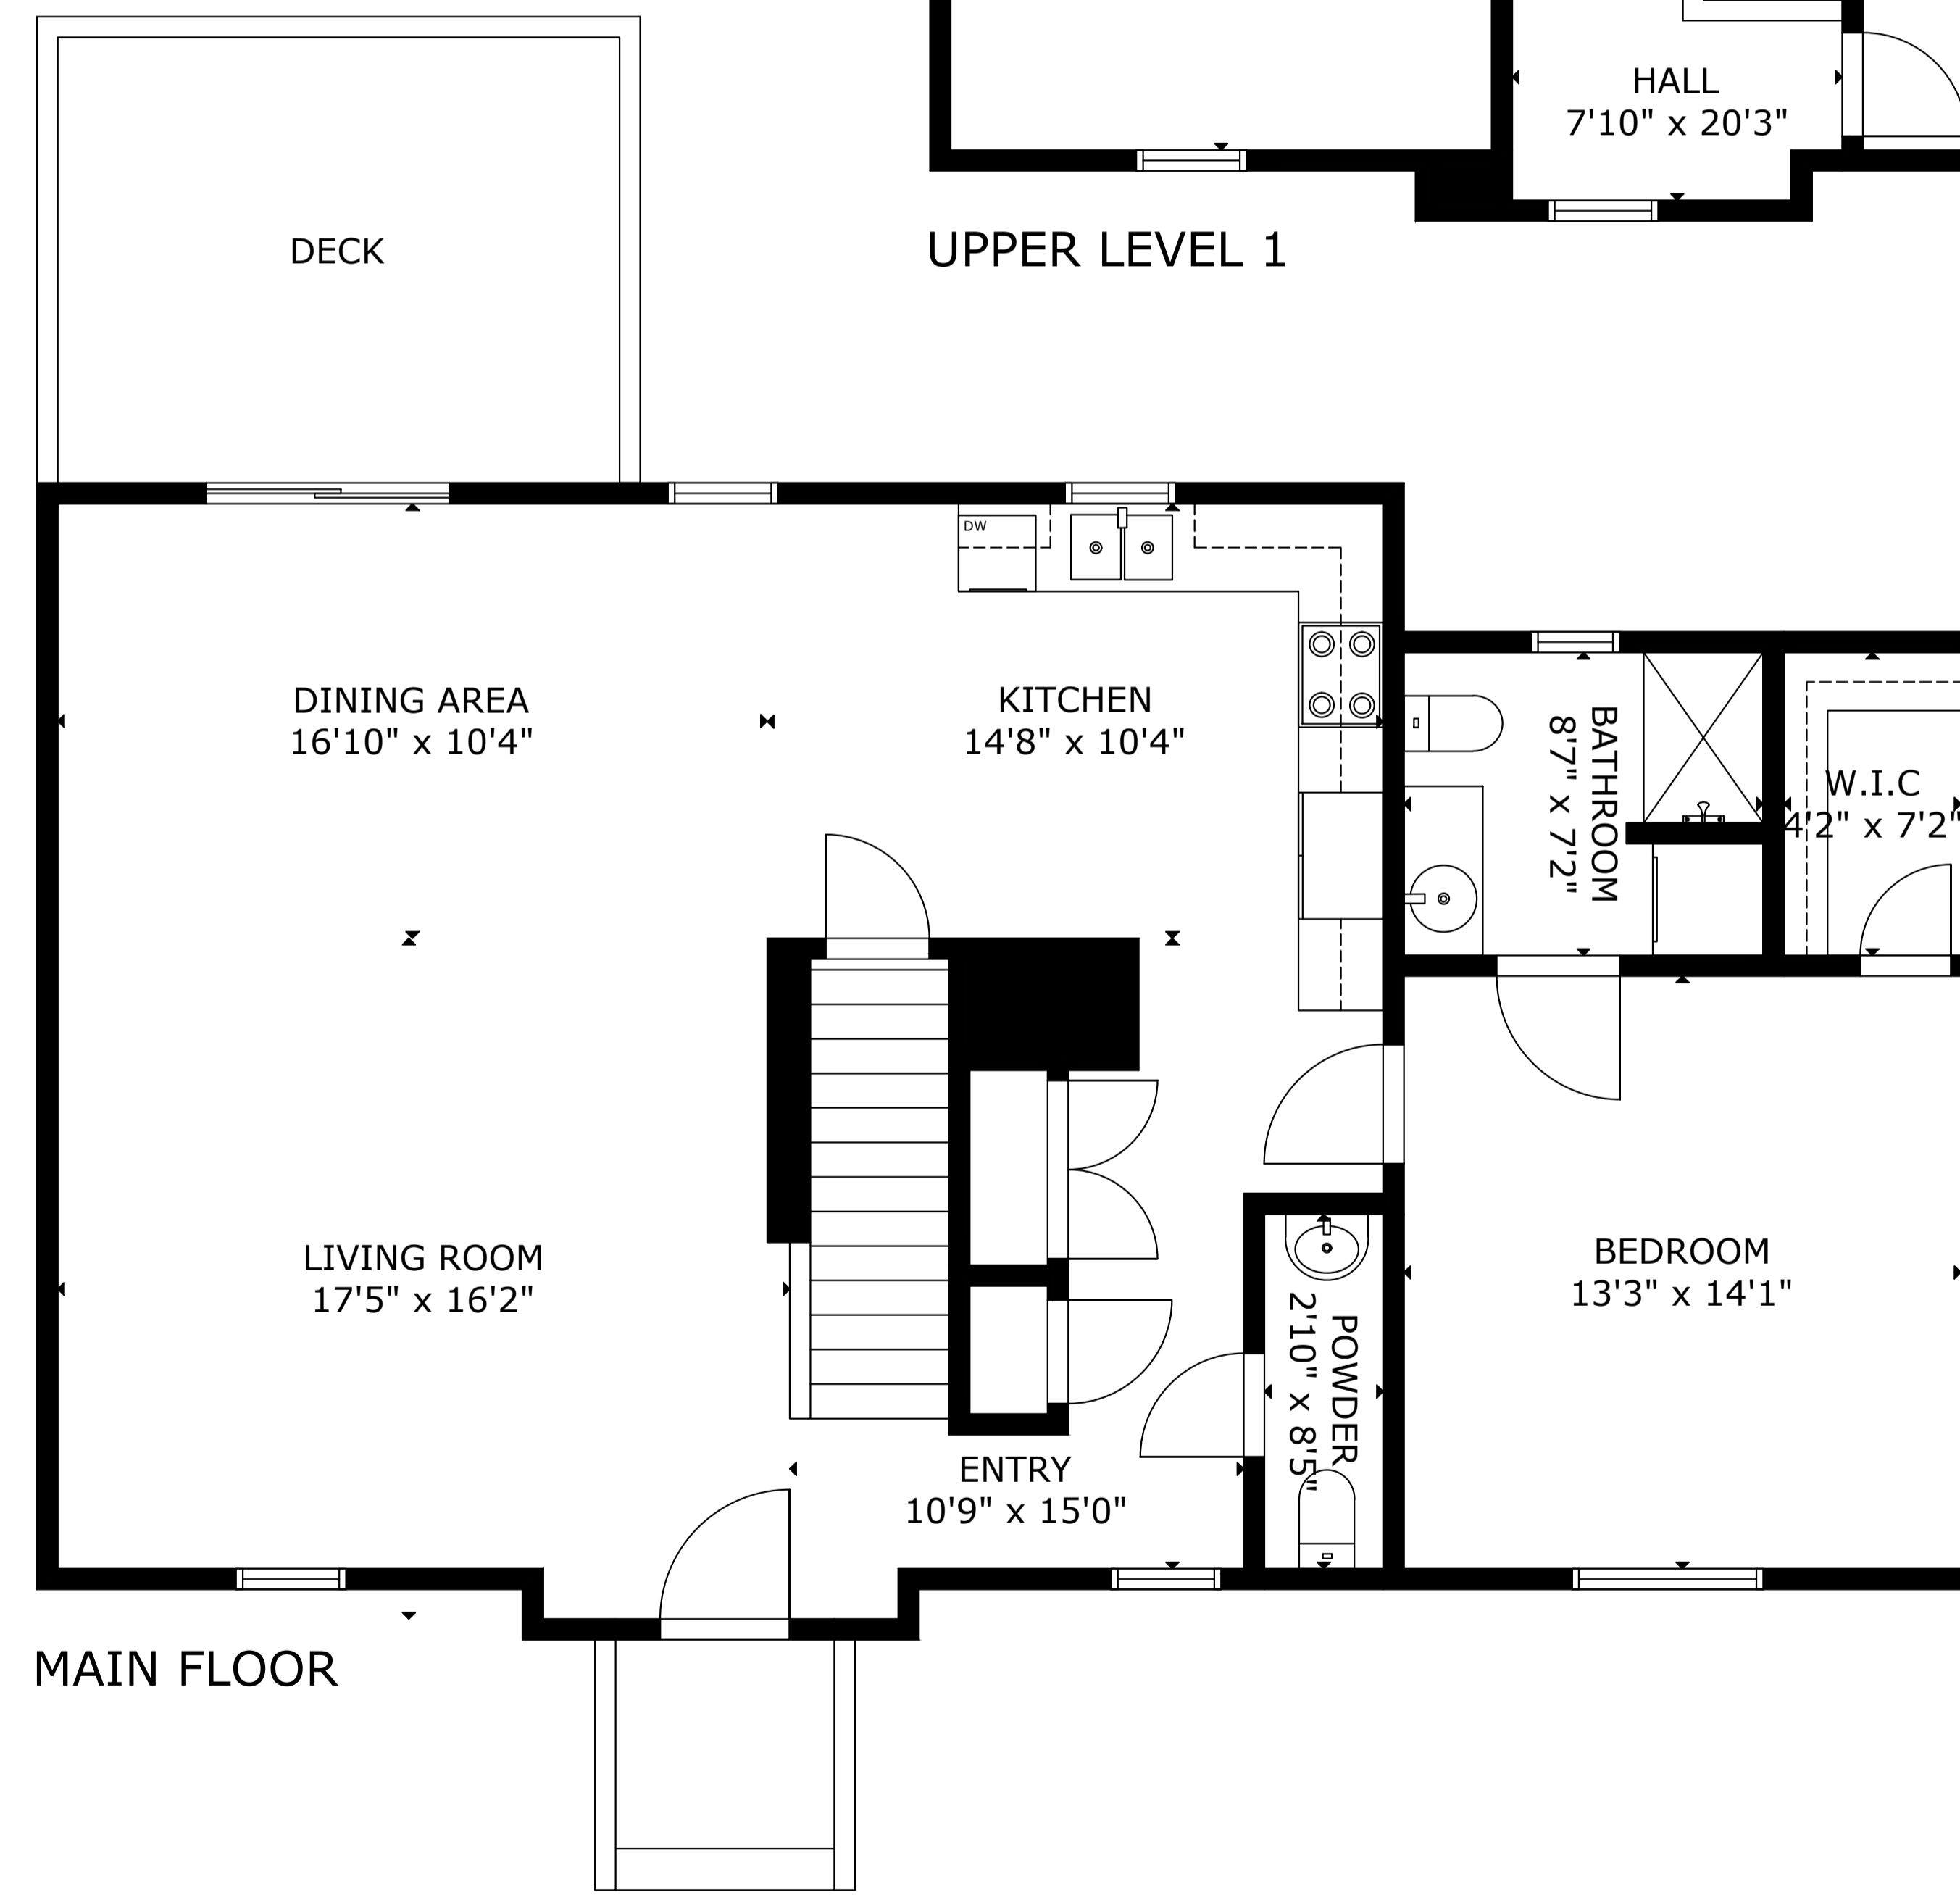 HALL
7'10" x 20'3"
DECK
UPPER LEVEL 1
DW
DINING AREA
16'10" x 10'4"
KITCHEN
14'8" x 10'4"
BATHROOM
8'7" x 7'2"
W.I.C
4'2" x 7'2"
LIVING ROOM
17'5" x 16'2"
BEDROOM
13'3" x 14'1"
POWDER
2'10" x 8'5"
ENTRY
10'9" x 15'0"
MAIN FLOOR